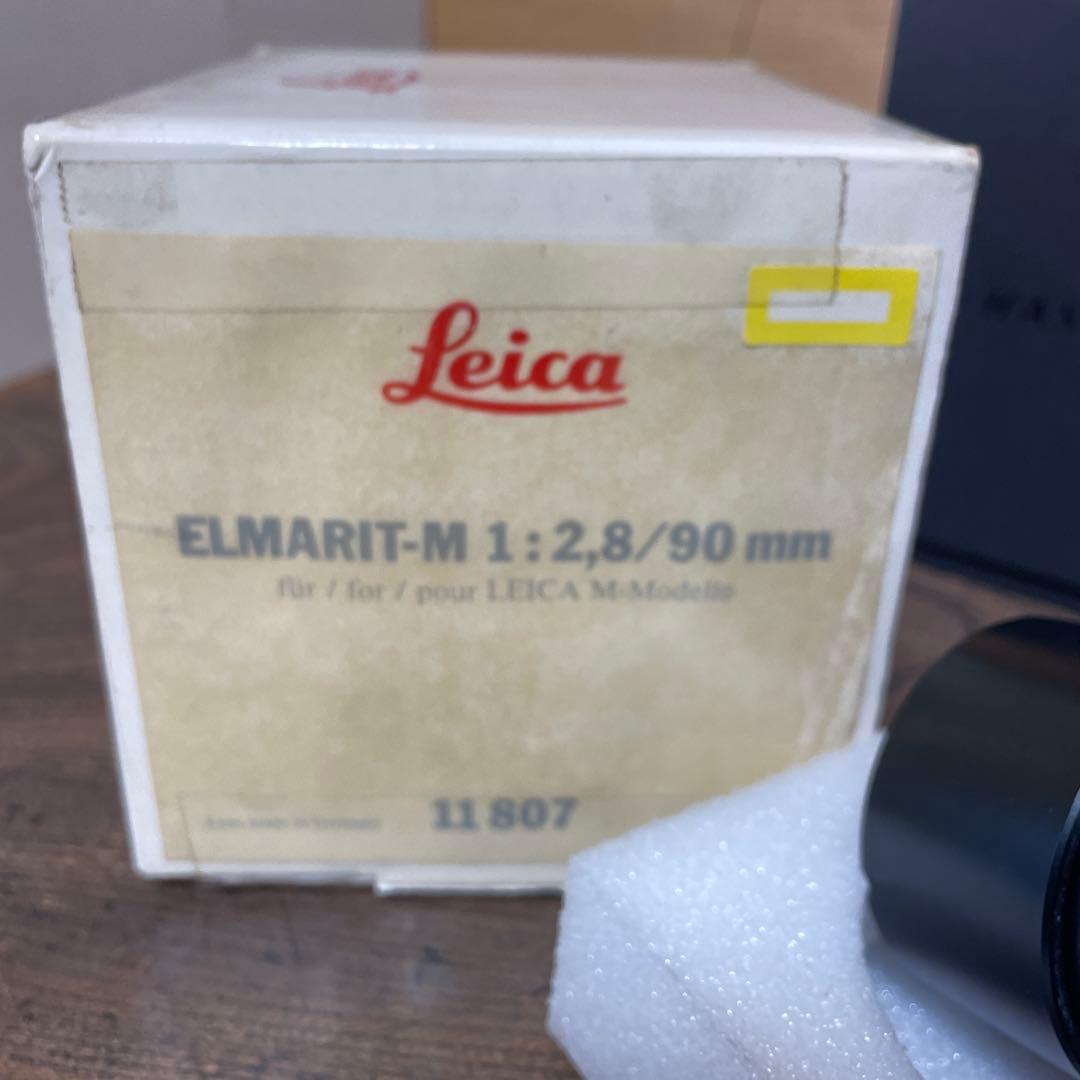 Leica
ELMARIT-M 1:2,8/90 mm
für / for / pour LEICA M-Modelle
11 807